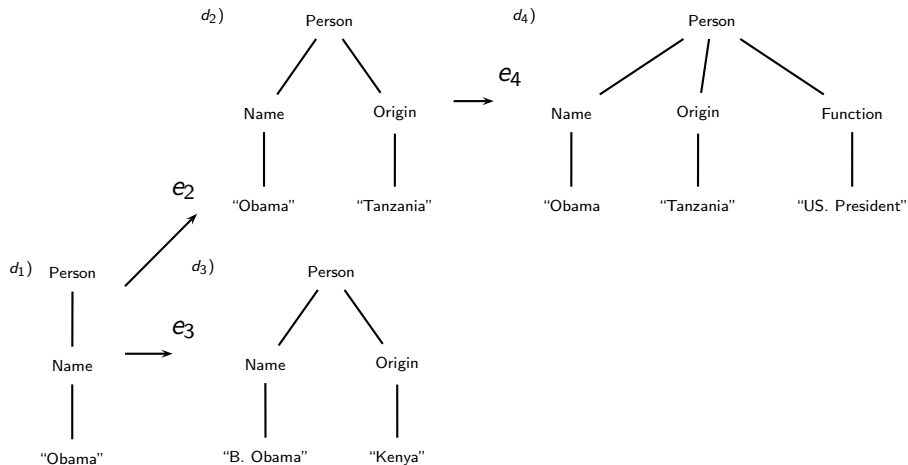 d2) Person
d4) Person
e4
Name Origin
Name Origin Function
e2
“Obama” “Tanzania”
“Obama “Tanzania” “US. President”
d1) Person
d3) Person
e3
Name
Name Origin
“Obama”
“B. Obama” “Kenya”